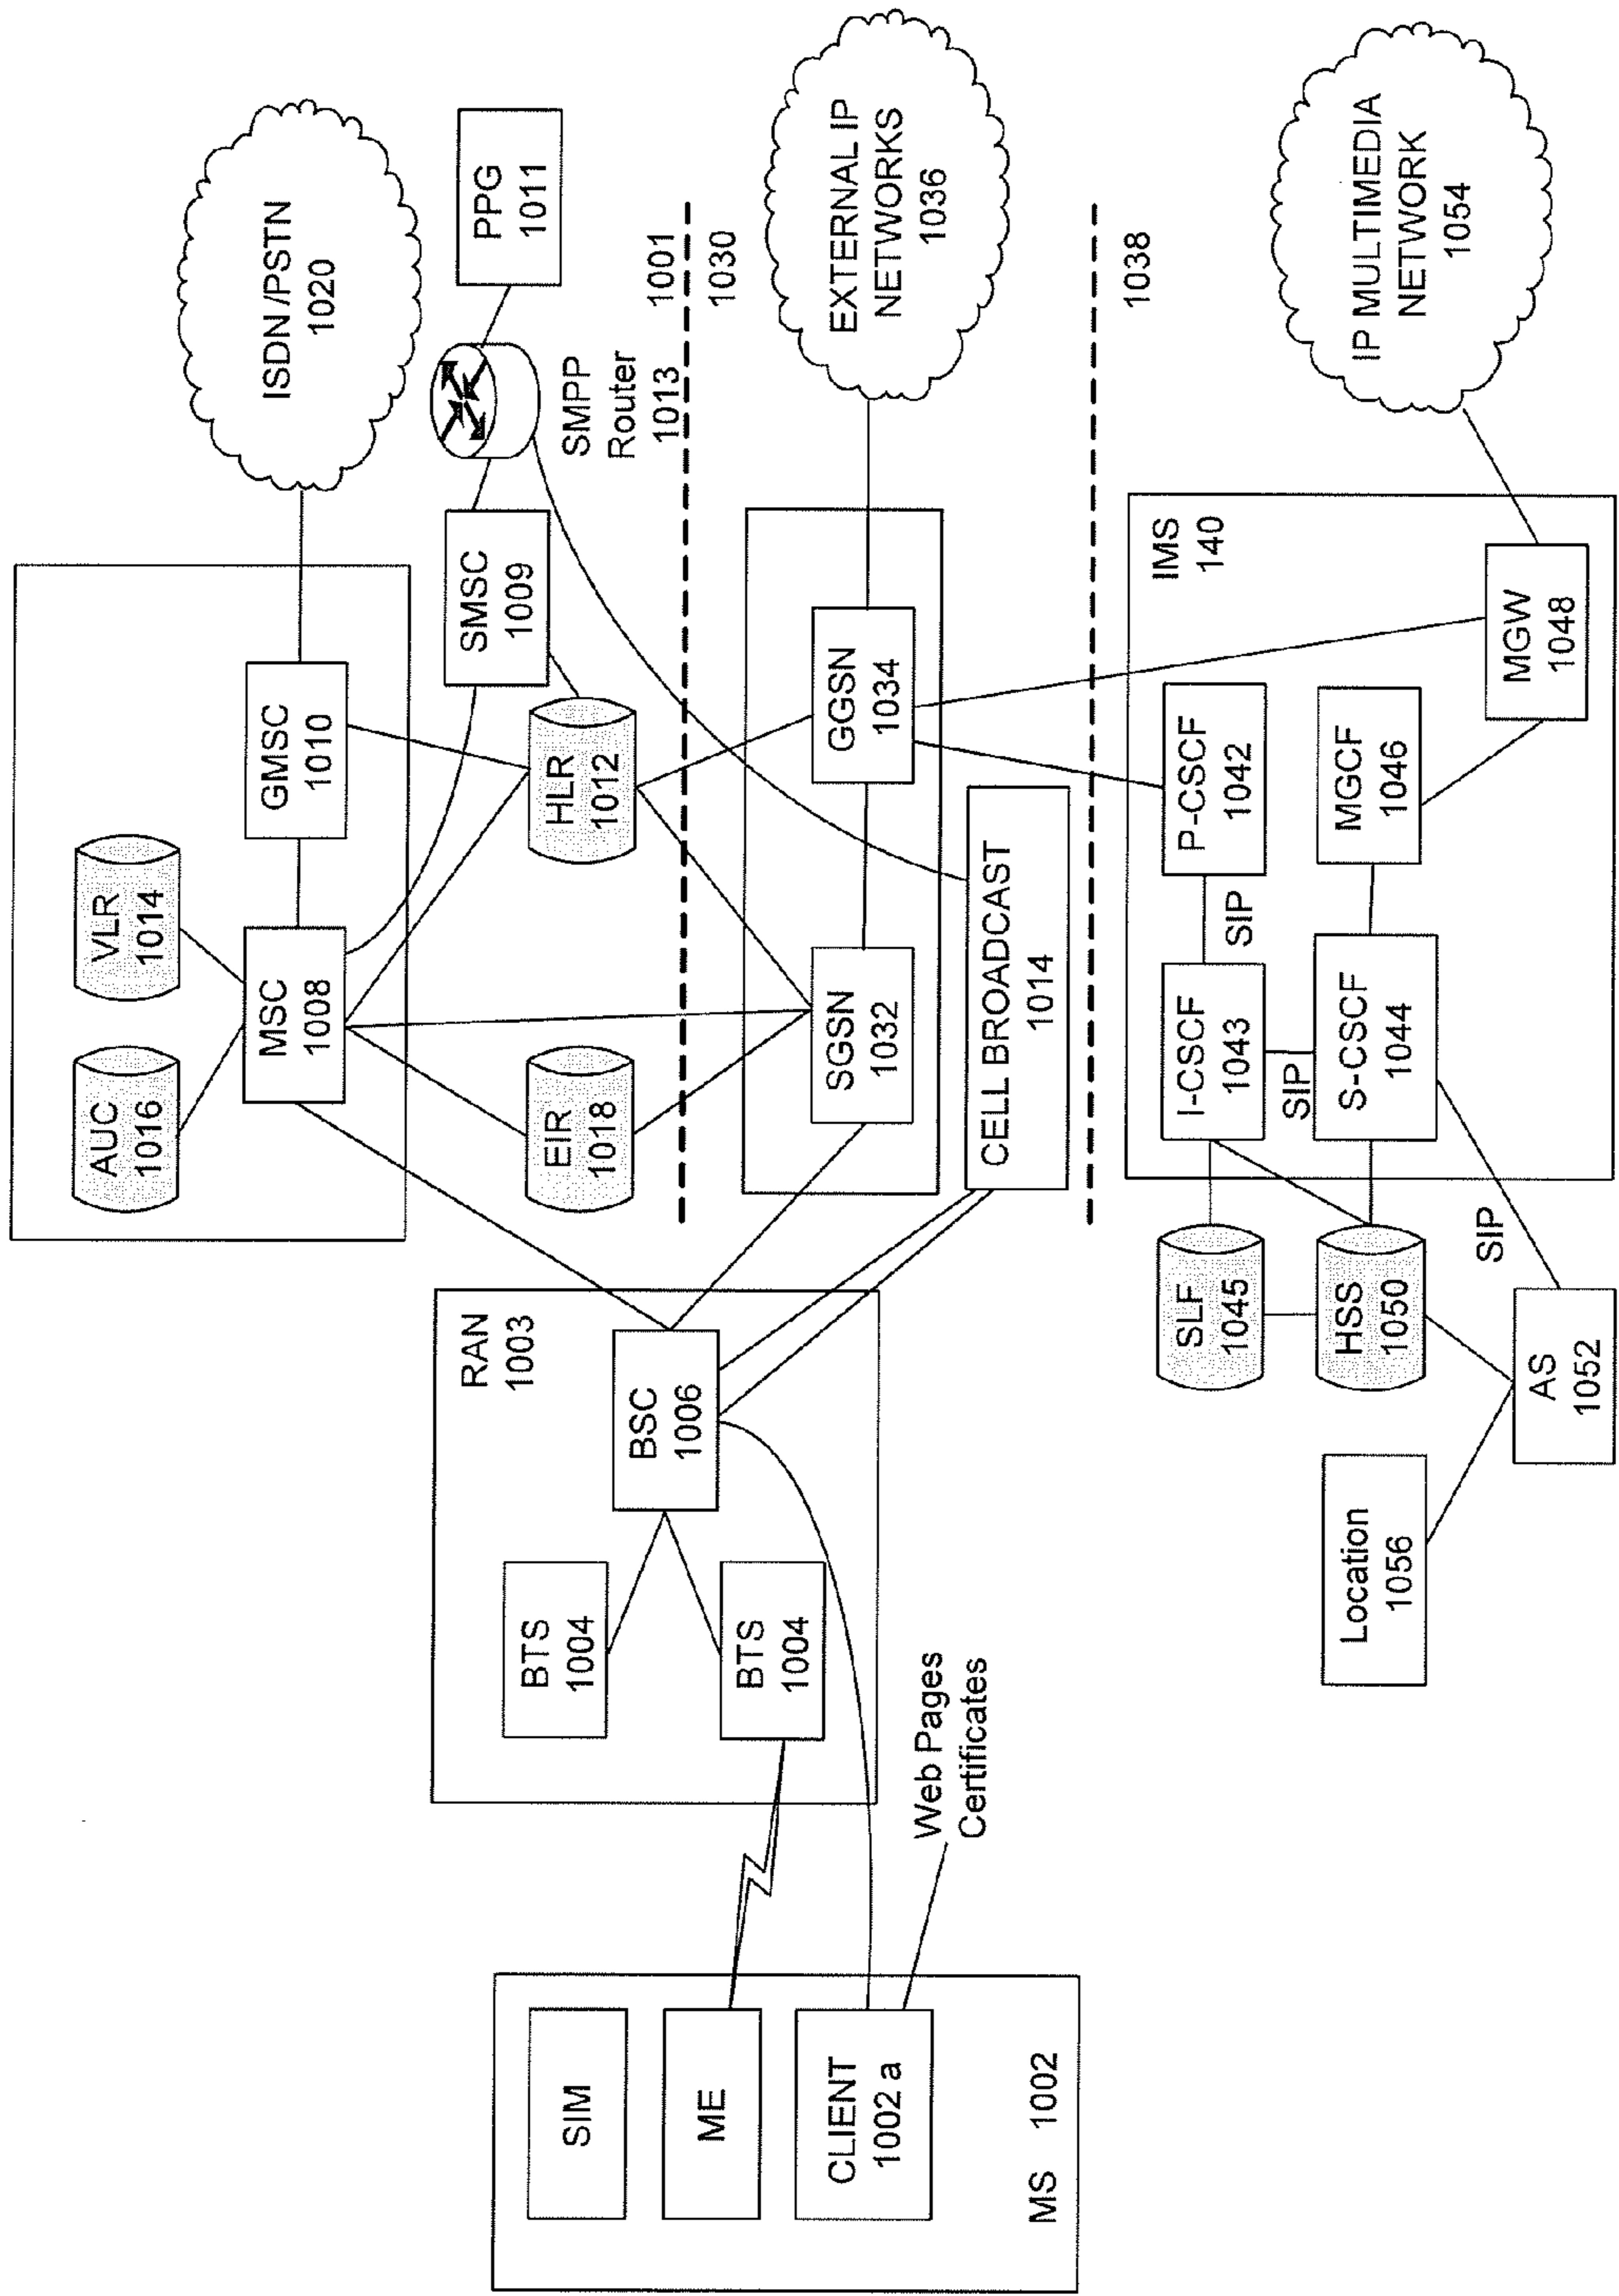 AUC
1016
VLR
1014
MSC
1008
GMSC
1010
ISDN/PSTN
1020
SMSC
1009
PPG
1011
SMPP
Router
1013
EIR
1018
HLR
1012
1001
1030
RAN
1003
BTS
1004
BTS
1004
BSC
1006
SIM
ME
CLIENT
1002 a
MS 1002
Web Pages
Certificates
SGSN
1032
GGSN
1034
EXTERNAL IP
NETWORKS
1036
CELL BROADCAST
1014
1038
IMS
140
I-CSCF
1043
SIP
P-CSCF
1042
SIP
S-CSCF
1044
MGCF
1046
MGW
1048
IP MULTIMEDIA
NETWORK
1054
SLF
1045
HSS
1050
SIP
Location
1056
AS
1052